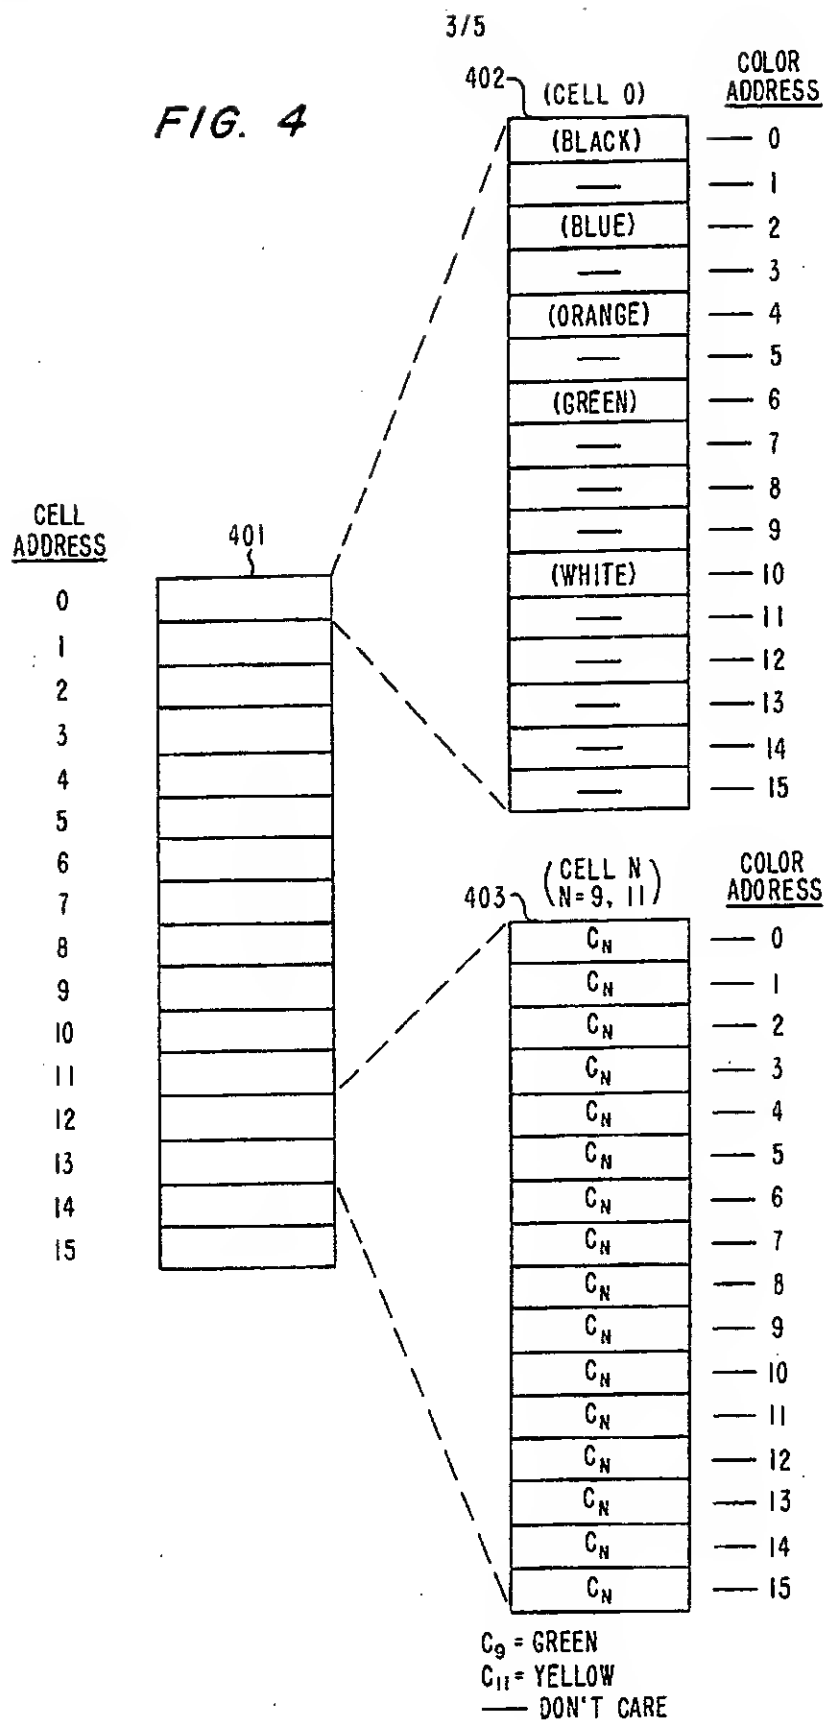 3/5
FIG. 4
402
(CELL 0)
COLOR
ADDRESS
(BLACK) — 0
— — 1
(BLUE) — 2
— — 3
(ORANGE) — 4
— — 5
(GREEN) — 6
— — 7
— — 8
— — 9
(WHITE) — 10
— — 11
— — 12
— — 13
— — 14
— — 15
CELL
ADDRESS
401
0
1
2
3
4
5
6
7
8
9
10
11
12
13
14
15
403
(CELL N
N=9, 11)
COLOR
ADDRESS
C_N — 0
C_N — 1
C_N — 2
C_N — 3
C_N — 4
C_N — 5
C_N — 6
C_N — 7
C_N — 8
C_N — 9
C_N — 10
C_N — 11
C_N — 12
C_N — 13
C_N — 14
C_N — 15
C₉ = GREEN
C₁₁ = YELLOW
— DON'T CARE